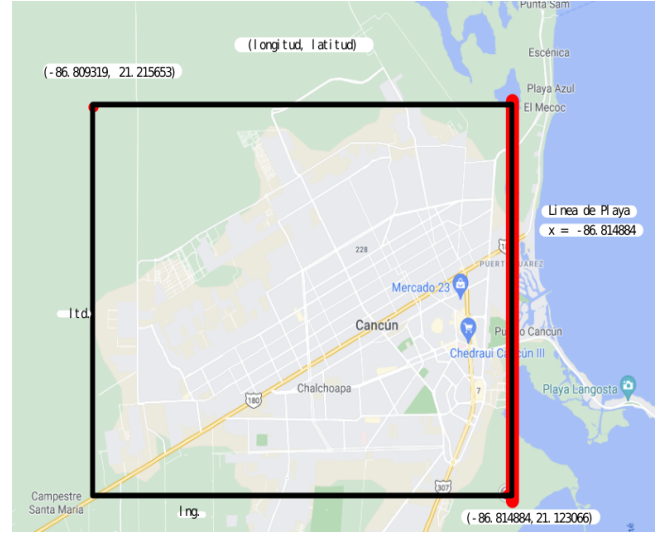 Punta Sam
(longitud, latitud)
Escénica
(-86.809319, 21.215653)
Playa Azul
El Mecoc
Linea de Playa
x = -86.814884
228
PUERTO JUÁREZ
Mercado 23
ltd.
Cancún
Puerto Cancún
Chedraui Cancún III
Chalchoapa
7
Playa Langosta
180
307
Campestre
Santa María
lng.
(-86.814884,21.123066)